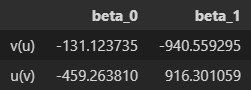 beta_0 beta_1
v(u) -131.123735 -940.559295
u(v) -459.263810 916.301059